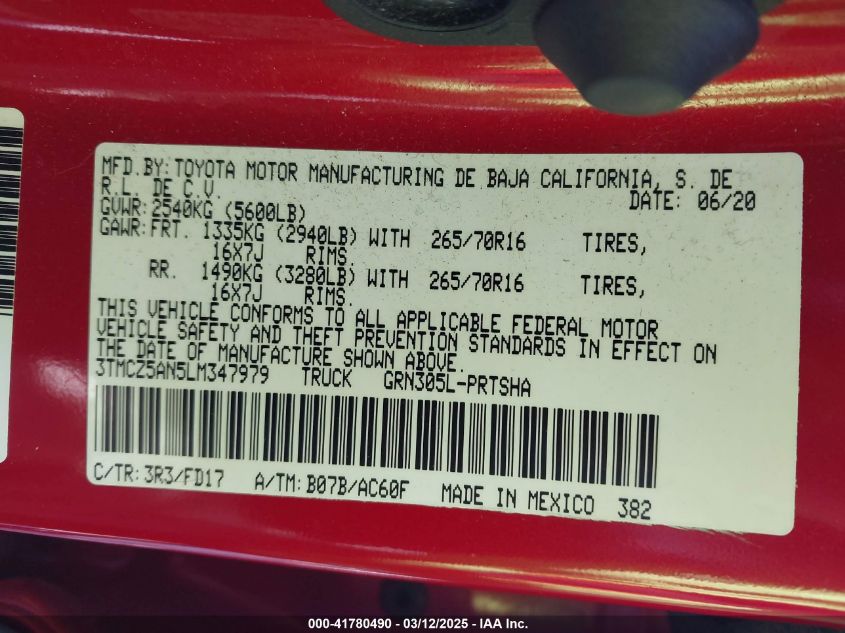 MFD.BY:TOYOTA MOTOR MANUFACTURING DE BAJA CALIFORNIA, S. DE
R.L. DE C.V.
DATE: 06/20
GVWR:2540KG (5600LB)
GAWR:FRT. 1335KG (2940LB) WITH 265/70R16 TIRES,
16X7J RIMS.
RR. 1490KG (3280LB) WITH 265/70R16 TIRES,
16X7J RIMS.
THIS VEHICLE CONFORMS TO ALL APPLICABLE FEDERAL MOTOR
VEHICLE SAFETY AND THEFT PREVENTION STANDARDS IN EFFECT ON
THE DATE OF MANUFACTURE SHOWN ABOVE.
3TMCZ5AN5LM347979 TRUCK GRN305L-PRTSHA
C/TR:3R3/FD17 A/TM:B07B/AC60F MADE IN MEXICO 382
000-41780490 - 03/12/2025 - IAA Inc.